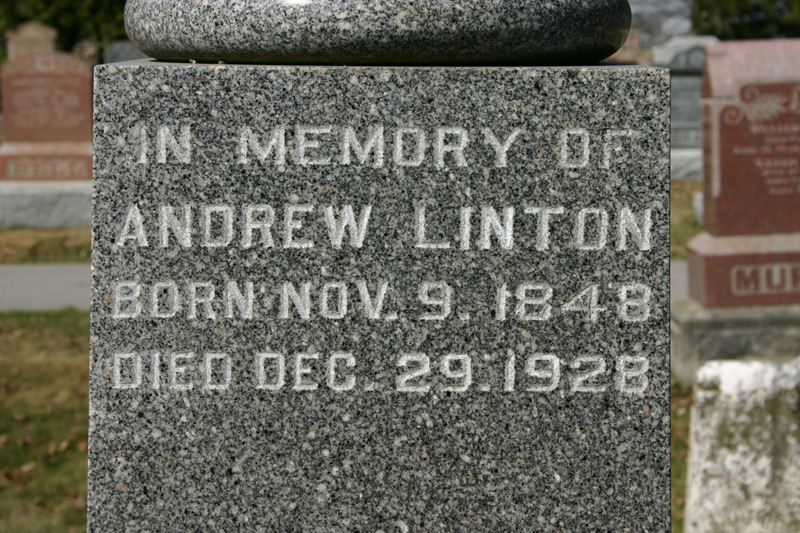 IN MEMORY OF
ANDREW LINTON
BORN NOV. 9. 1848
DIED DEC. 29. 1928